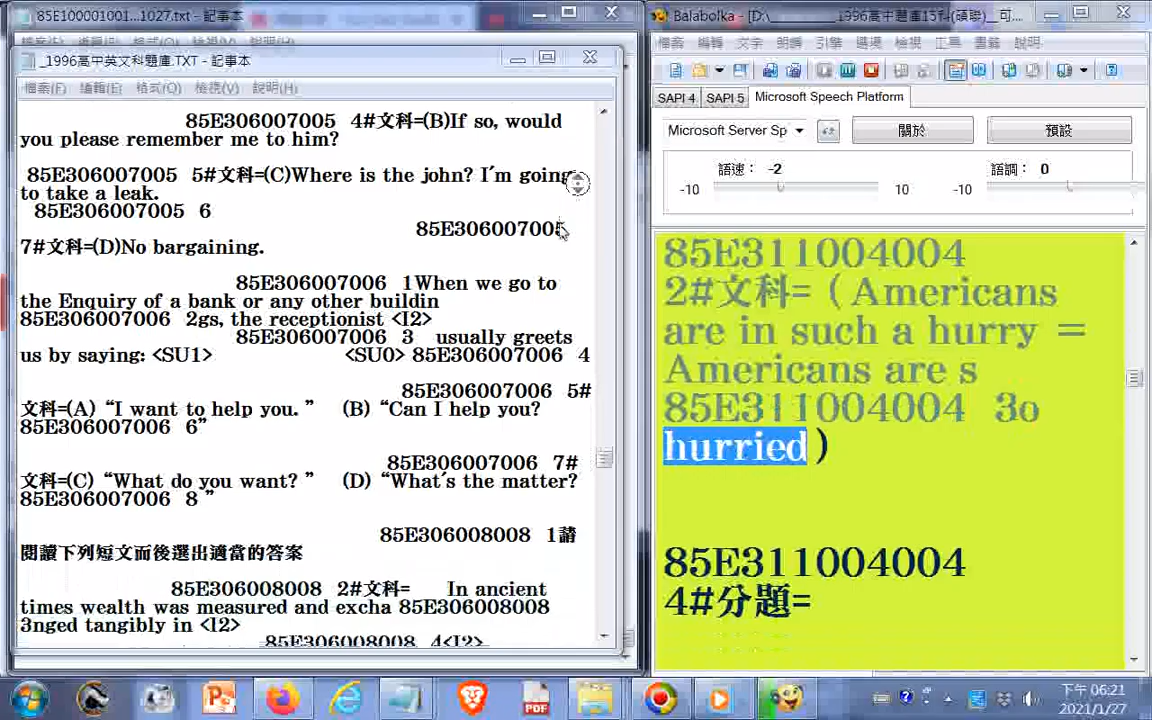 85E100001001...1027.txt - 記事本
_1996高中英文科題庫.TXT - 記事本
檔案(F) 編輯(E) 格式(O) 檢視(V) 說明(H)
85E306007005 4#文科=(B)If so, would
you please remember me to him?
85E306007005 5#文科=(C)Where is the john? I'm going
to take a leak.
85E306007005 6
85E306007005
7#文科=(D)No bargaining.
85E306007006 1When we go to
the Enquiry of a bank or any other buildin
85E306007006 2gs, the receptionist <I2>
85E306007006 3 usually greets
us by saying: <SU1> <SU0> 85E306007006 4
85E306007006 5#
文科=(A) “I want to help you. ” (B) “Can I help you?
85E306007006 6”
85E306007006 7#
文科=(C) “What do you want? ” (D) “What's the matter?
85E306007006 8 ”
85E306008008 1請
閱讀下列短文而後選出適當的答案
85E306008008 2#文科= In ancient
times wealth was measured and excha 85E306008008
3nged tangibly in <I2>
85E306008008 4<I2>
Balabolka - [D:\________1996高中題庫15科(碩聯)__可...
檔案 編輯 文字 朗讀 引擎 選項 檢視 工具 書籤 說明
SAPI 4 SAPI 5 Microsoft Speech Platform
Microsoft Server Sp 關於 預設
語速： -2 語調： 0
-10 10 -10
85E311004004
2#文科=（Americans
are in such a hurry ＝
Americans are s
85E311004004 3o
hurried）
85E311004004
4#分題=
PDF
下午 06:21
2021/1/27